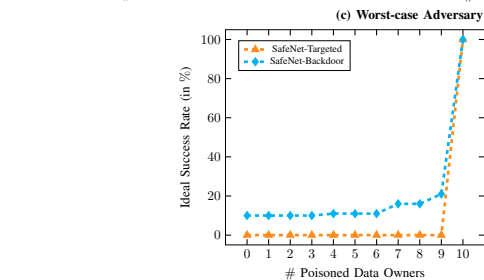 (c) Worst-case Adversary
SafeNet-Targeted
SafeNet-Backdoor
Ideal Success Rate (in %)
100
80
60
40
20
0
0 1 2 3 4 5 6 7 8 9 10
# Poisoned Data Owners